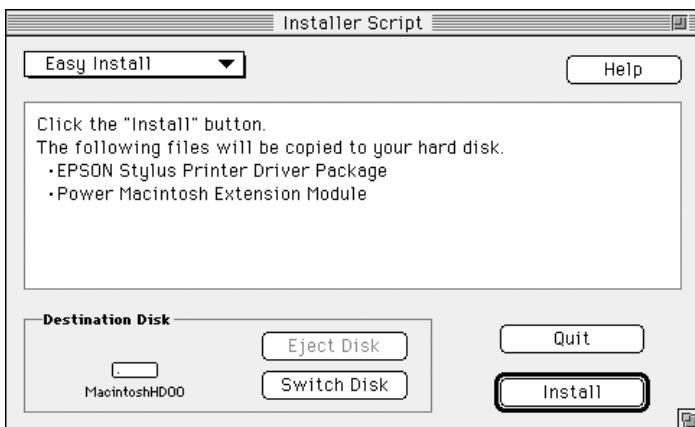 Installer Script
Easy Install
Help
Click the "Install" button.
The following files will be copied to your hard disk.
•EPSON Stylus Printer Driver Package
•Power Macintosh Extension Module
Destination Disk
Eject Disk
Quit
MacintoshHD00
Switch Disk
Install